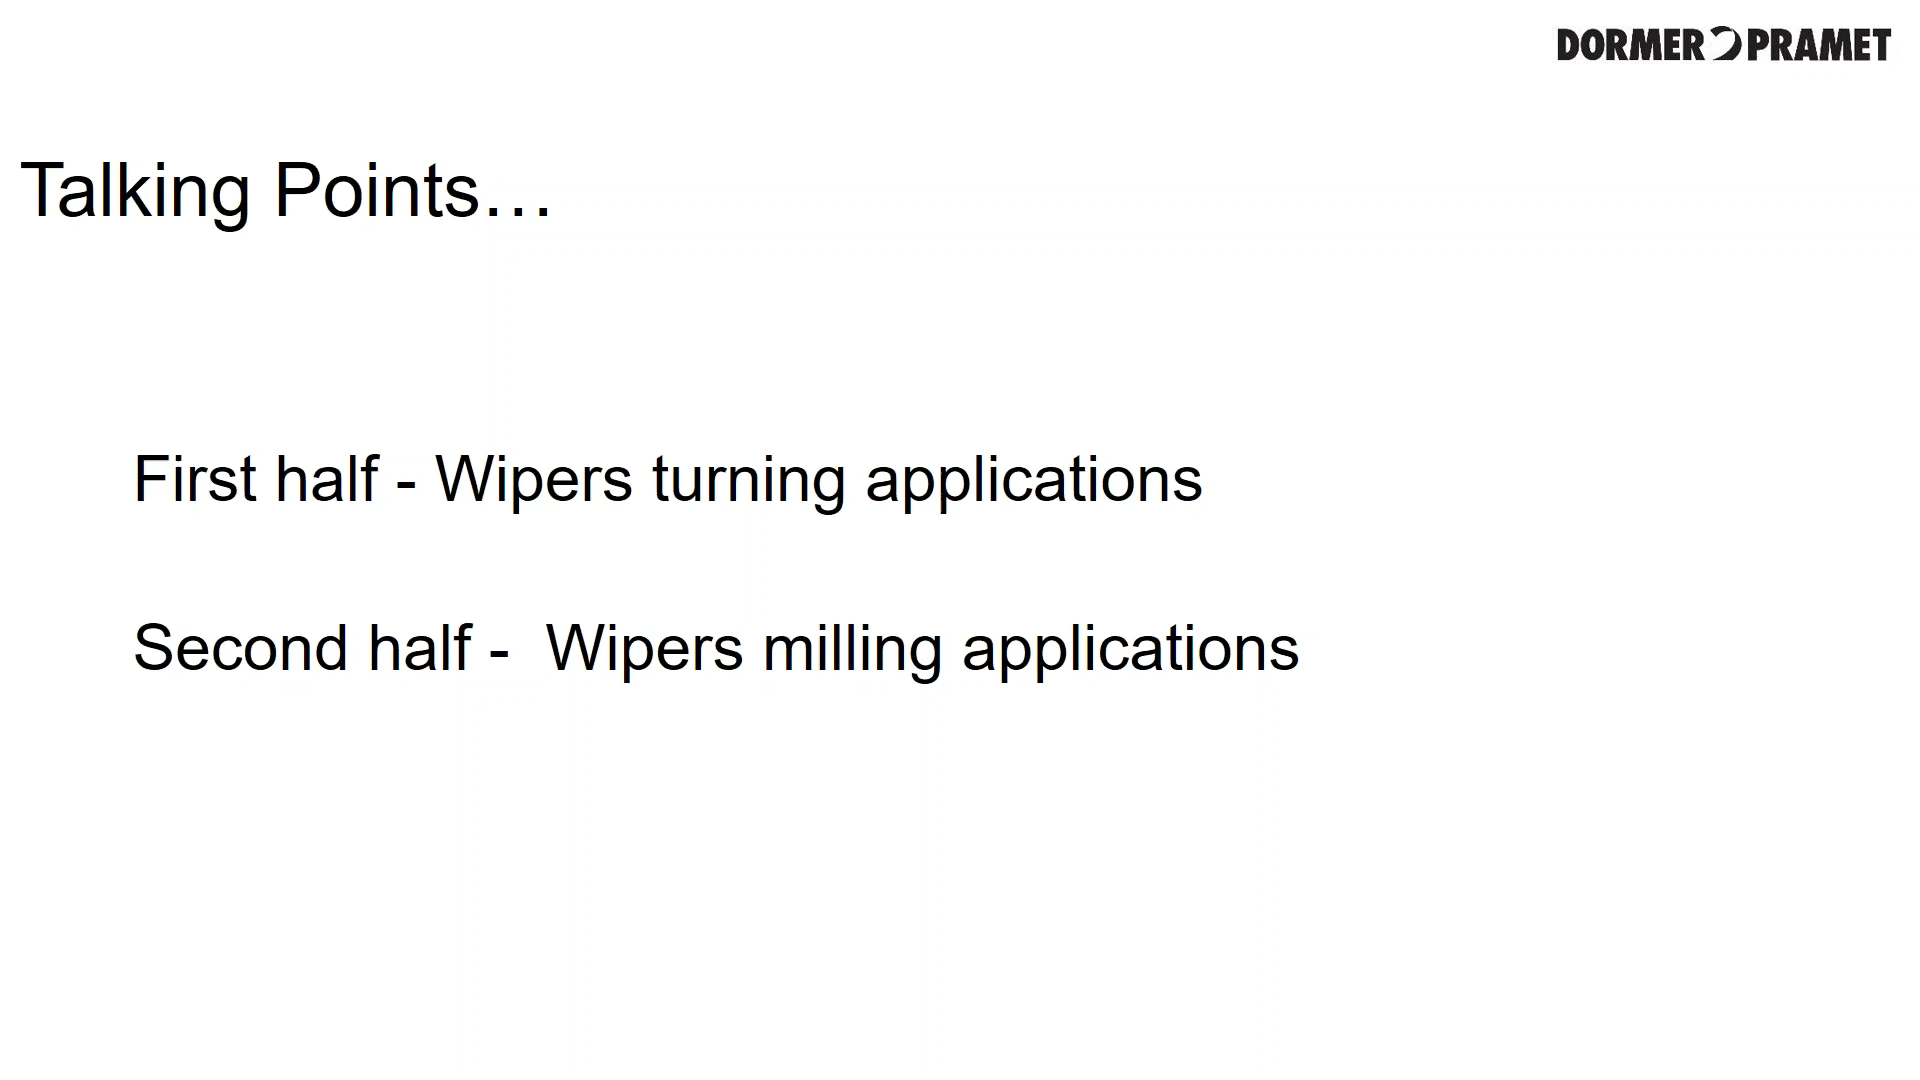 DORMER PRAMET
Talking Points…
First half - Wipers turning applications
Second half -  Wipers milling applications